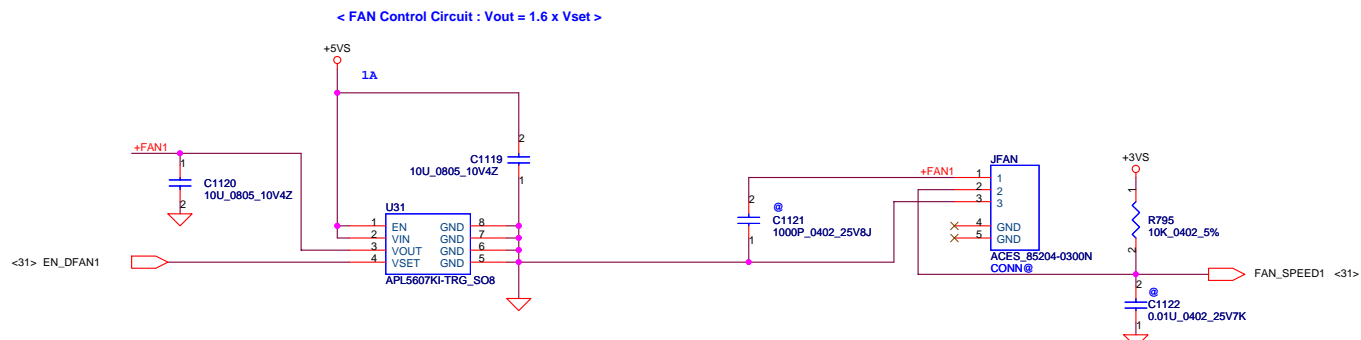 < FAN Control Circuit : Vout = 1.6 x Vset >
+5VS
1A
+FAN1
1
C1120
10U_0805_10V4Z
2
2
C1119
10U_0805_10V4Z
1
U31
1 EN GND 8
2 VIN GND 7
3 VOUT GND 6
4 VSET GND 5
APL5607KI-TRG_SO8
<31> EN_DFAN1
2
@
C1121
1000P_0402_25V8J
1
+FAN1
JFAN
1 1
2 2
3 3
4 GND
5 GND
ACES_85204-0300N
CONN@
+3VS
1
R795
10K_0402_5%
2
FAN_SPEED1 <31>
2
@
C1122
0.01U_0402_25V7K
1